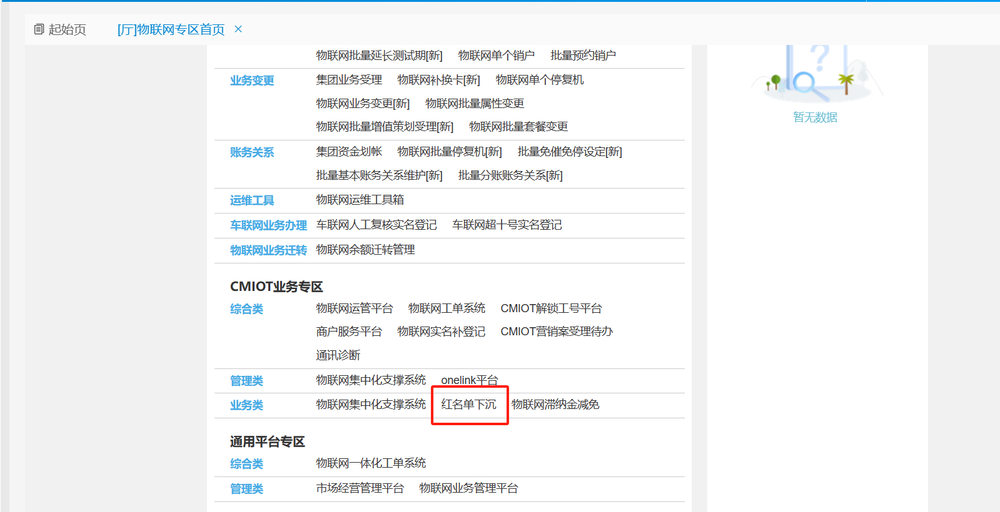 起始页 [厅]物联网专区首页 ×
物联网批量延长测试期[新] 物联网单个销户 批量预约销户
业务变更 集团业务受理 物联网补换卡[新] 物联网单个停复机
物联网业务变更[新] 物联网批量属性变更
暂无数据
物联网批量增值策划受理[新] 物联网批量套餐变更
账务关系 集团资金划帐 物联网批量停复机[新] 批量免催免停设定[新]
批量基本账务关系维护[新] 批量分账账务关系[新]
运维工具 物联网运维工具箱
车联网业务办理 车联网人工复核实名登记 车联网超十号实名登记
物联网业务迁转 物联网余额迁转管理
CMIOT业务专区
综合类 物联网运管平台 物联网工单系统 CMIOT解锁工号平台
商户服务平台 物联网实名补登记 CMIOT营销案受理待办
通讯诊断
管理类 物联网集中化支撑系统 onelink平台
业务类 物联网集中化支撑系统 红名单下沉 物联网滞纳金减免
通用平台专区
综合类 物联网一体化工单系统
管理类 市场经营管理平台 物联网业务管理平台